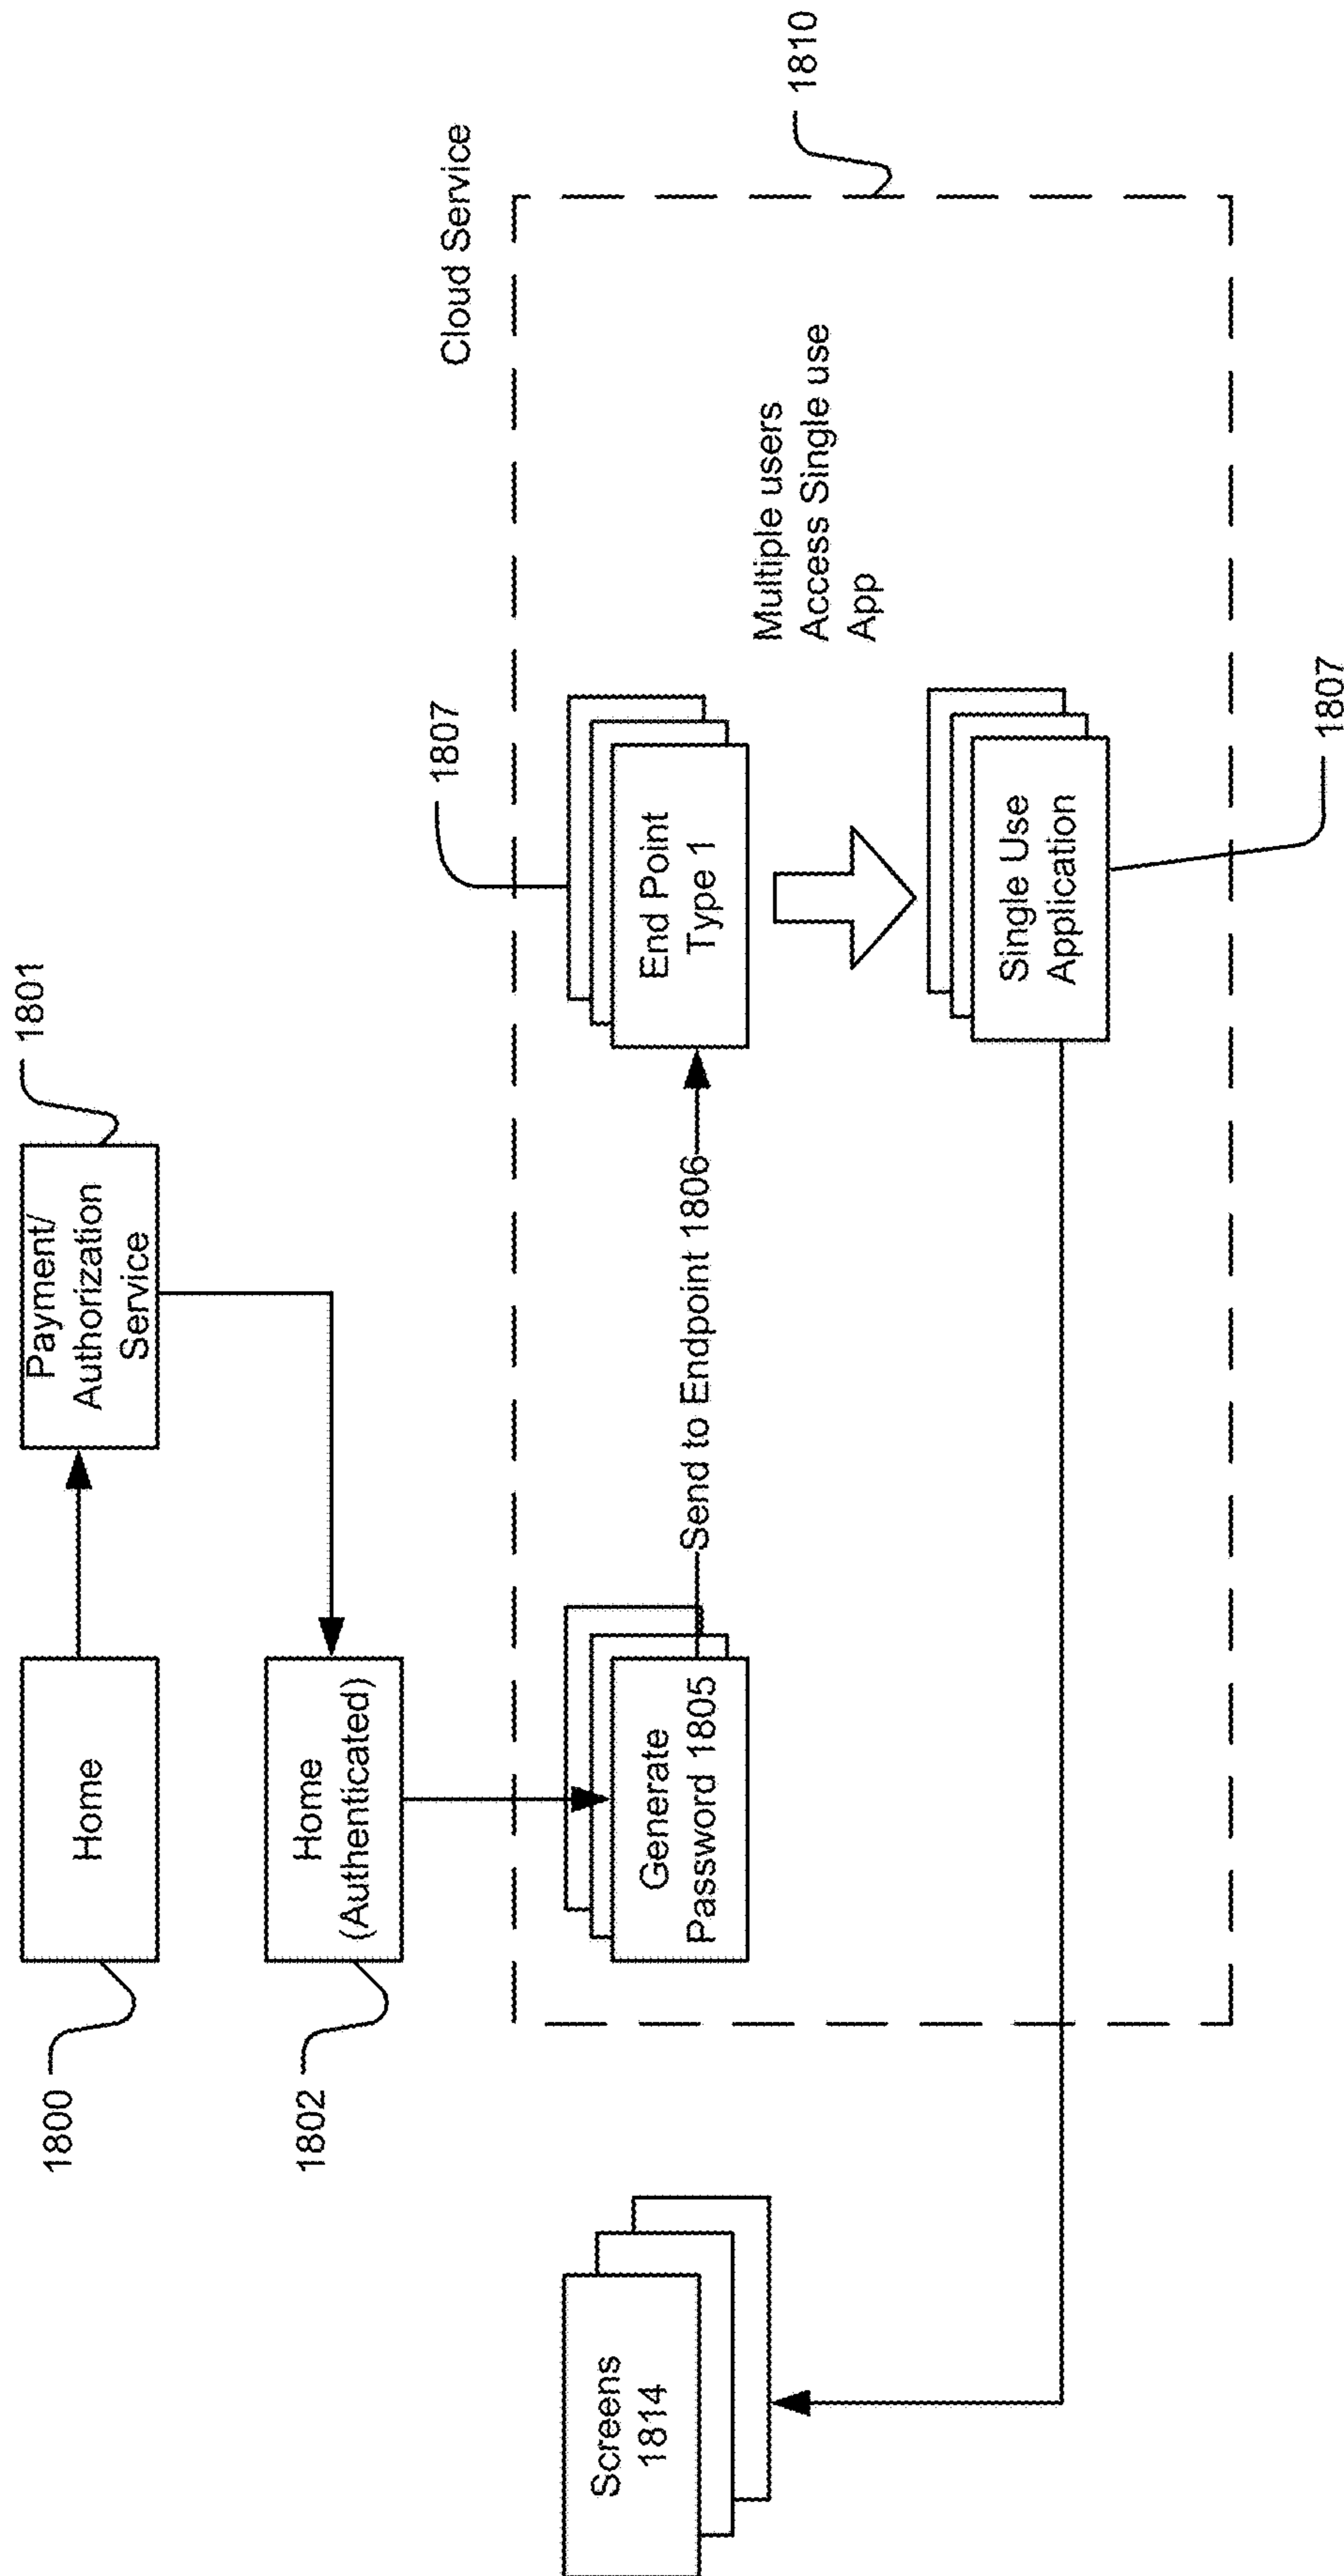 1800
Home
Payment/
Authorization
Service
1801
1802
Home
(Authenticated)
Cloud Service
1810
Screens
1814
Generate
Password 1805
Send to Endpoint 1806
End Point
Type 1
1807
Multiple users
Access Single use
App
Single Use
Application
1807